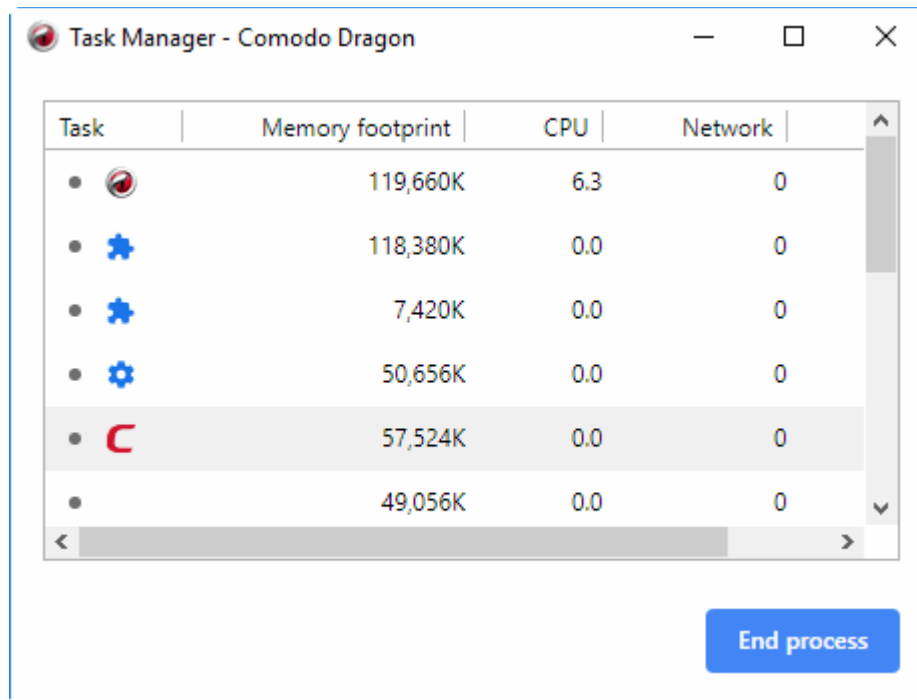 Task Manager - Comodo Dragon
Task Memory footprint CPU Network
119,660K 6.3 0
118,380K 0.0 0
7,420K 0.0 0
50,656K 0.0 0
57,524K 0.0 0
49,056K 0.0 0
End process